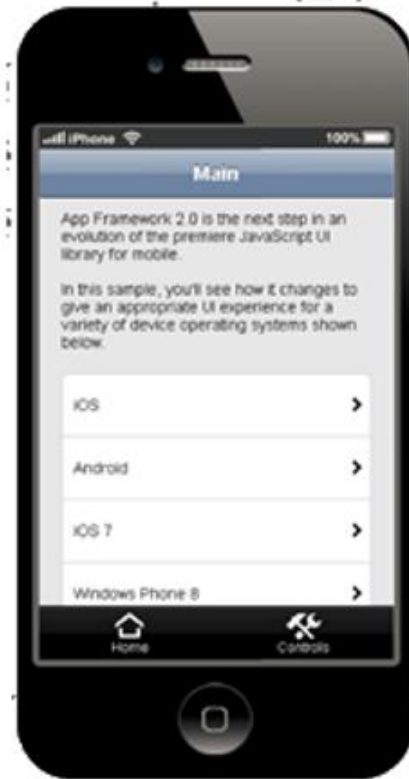 iPhone 100%
Main
App Framework 2.0 is the next step in an
evolution of the premiere JavaScript UI
library for mobile.
In this sample, you'll see how it changes to
give an appropriate UI experience for a
variety of device operating systems shown
below.
iOS
Android
iOS 7
Windows Phone 8
Home Controls